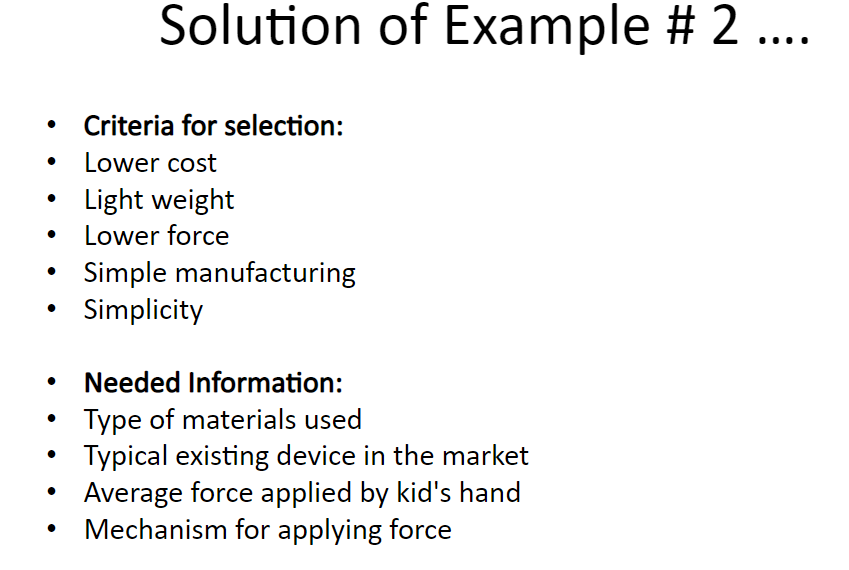 Solution of Example # 2 ....
• Criteria for selection:
• Lower cost
• Light weight
• Lower force
• Simple manufacturing
• Simplicity
• Needed Information:
• Type of materials used
• Typical existing device in the market
• Average force applied by kid's hand
• Mechanism for applying force